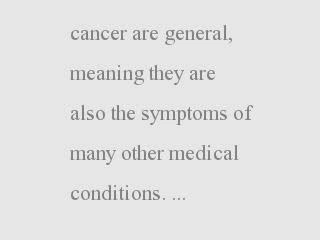 cancer are general,
meaning they are
also the symptoms of
many other medical
conditions. ...